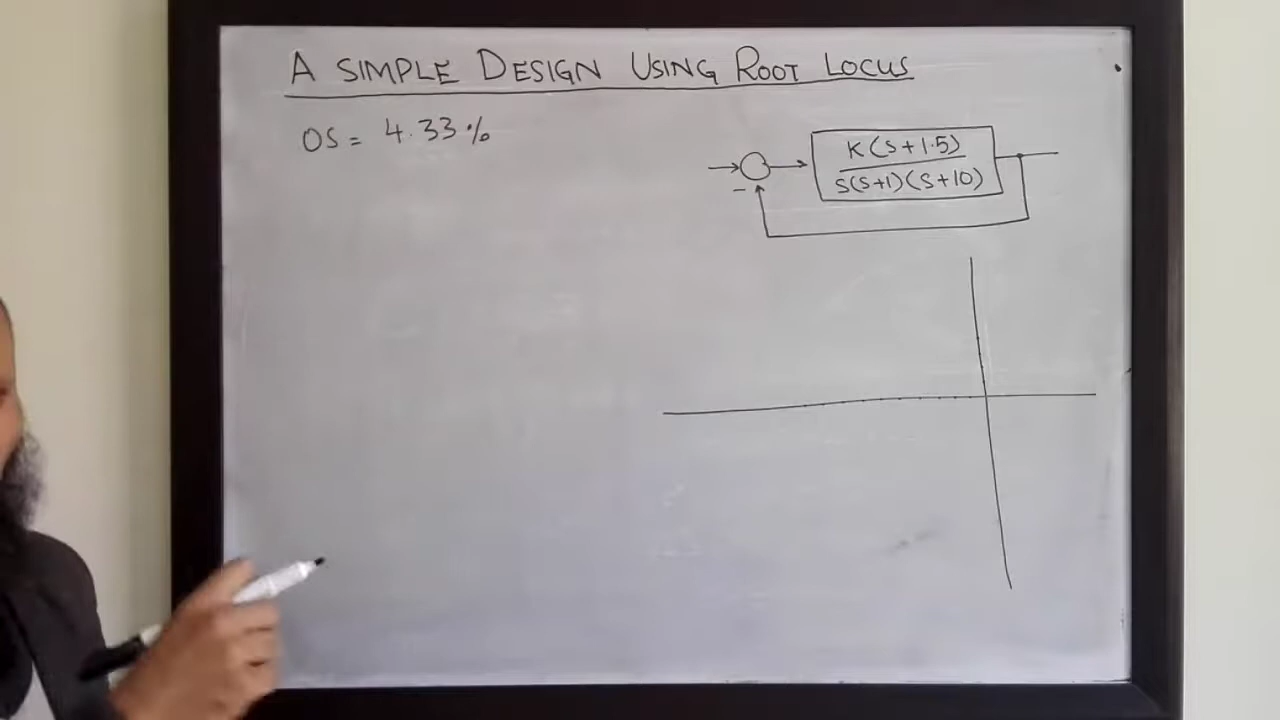 A SIMPLE DESIGN USING ROOT LOCUS
OS = 4.33%
K(S+1.5)
S(S+1)(S+10)
−